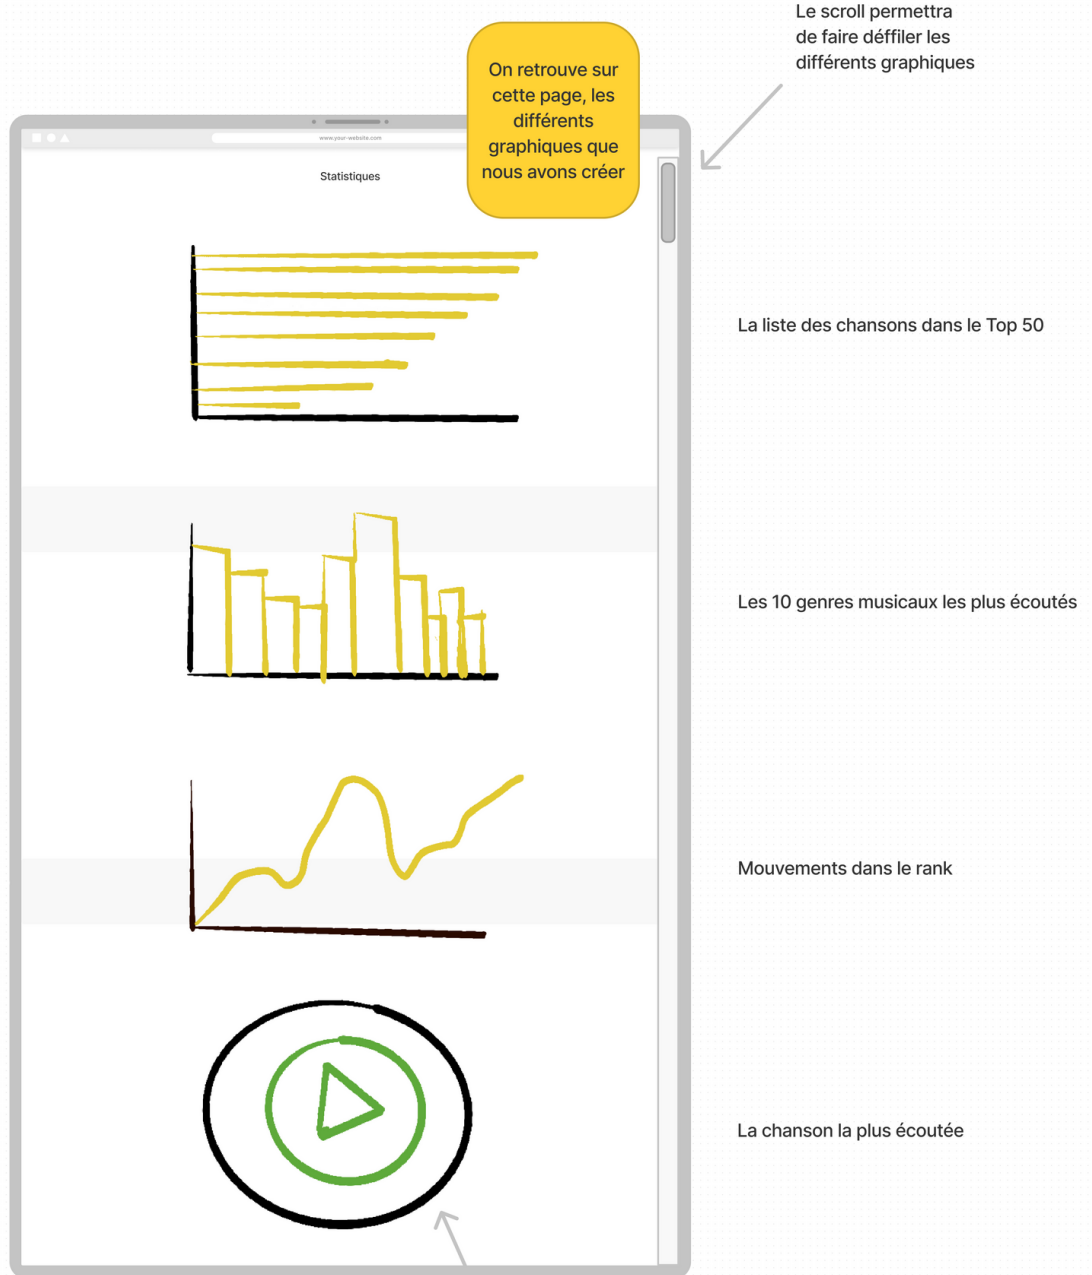 Le scroll permettra
de faire déffiler les
différents graphiques
On retrouve sur
cette page, les
différents
graphiques que
nous avons créer
www.your-website.com
Statistiques
La liste des chansons dans le Top 50
Les 10 genres musicaux les plus écoutés
Mouvements dans le rank
La chanson la plus écoutée